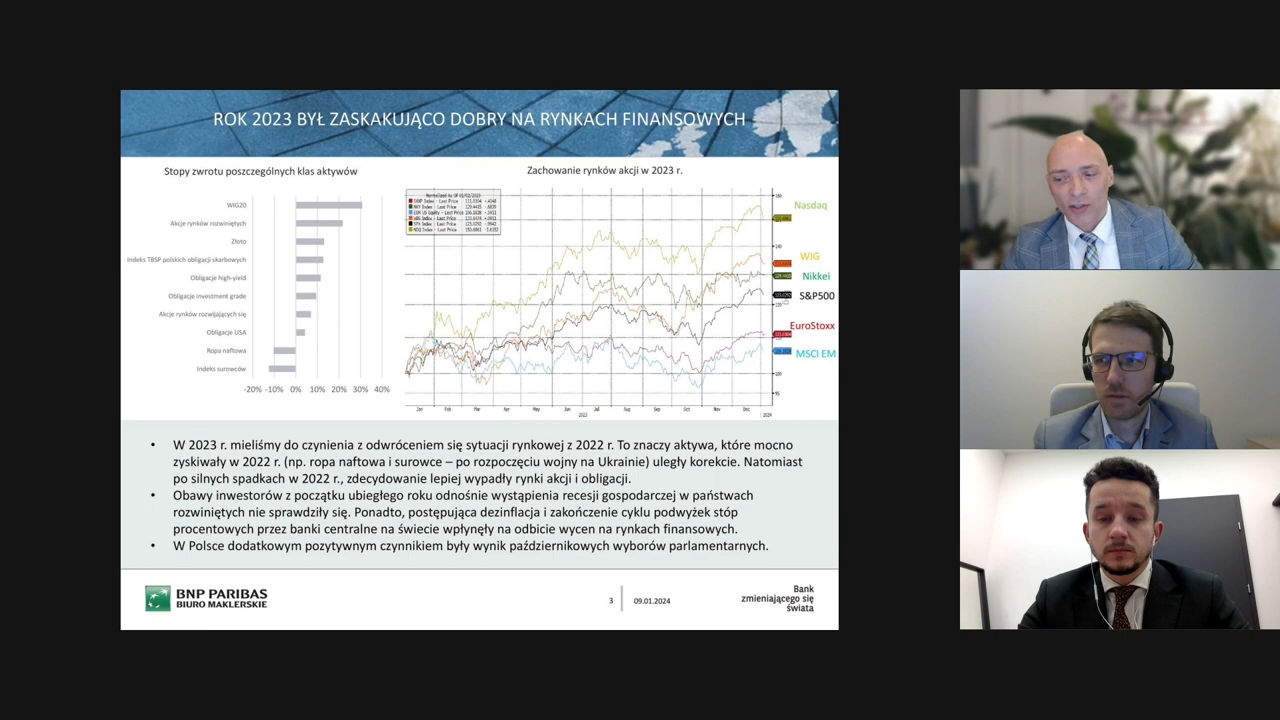 ROK 2023 BYŁ ZASKAKUJĄCO DOBRY NA RYNKACH FINANSOWYCH
Stopy zwrotu poszczególnych klas aktywów
WIG20
Akcje rynków rozwiniętych
Złoto
Indeks TBSP polskich obligacji skarbowych
Obligacje high-yield
Obligacje investment grade
Akcje rynków rozwijających się
Obligacje USA
Ropa naftowa
Indeks surowców
-20% -10% 0% 10% 20% 30% 40%
Zachowanie rynków akcji w 2023 r.
Nasdaq
WIG
Nikkei
S&P500
EuroStoxx
MSCI EM
Jan Feb Mar Apr May Jun Jul Aug Sep Oct Nov Dec
2023 2024
• W 2023 r. mieliśmy do czynienia z odwróceniem się sytuacji rynkowej z 2022 r. To znaczy aktywa, które mocno
zyskiwały w 2022 r. (np. ropa naftowa i surowce – po rozpoczęciu wojny na Ukrainie) uległy korekcie. Natomiast
po silnych spadkach w 2022 r., zdecydowanie lepiej wypadły rynki akcji i obligacji.
• Obawy inwestorów z początku ubiegłego roku odnośnie wystąpienia recesji gospodarczej w państwach
rozwiniętych nie sprawdziły się. Ponadto, postępująca dezinflacja i zakończenie cyklu podwyżek stóp
procentowych przez banki centralne na świecie wpłynęły na odbicie wycen na rynkach finansowych.
• W Polsce dodatkowym pozytywnym czynnikiem były wynik październikowych wyborów parlamentarnych.
BNP PARIBAS
BIURO MAKLERSKIE
3
09.01.2024
Bank
zmieniającego się
świata